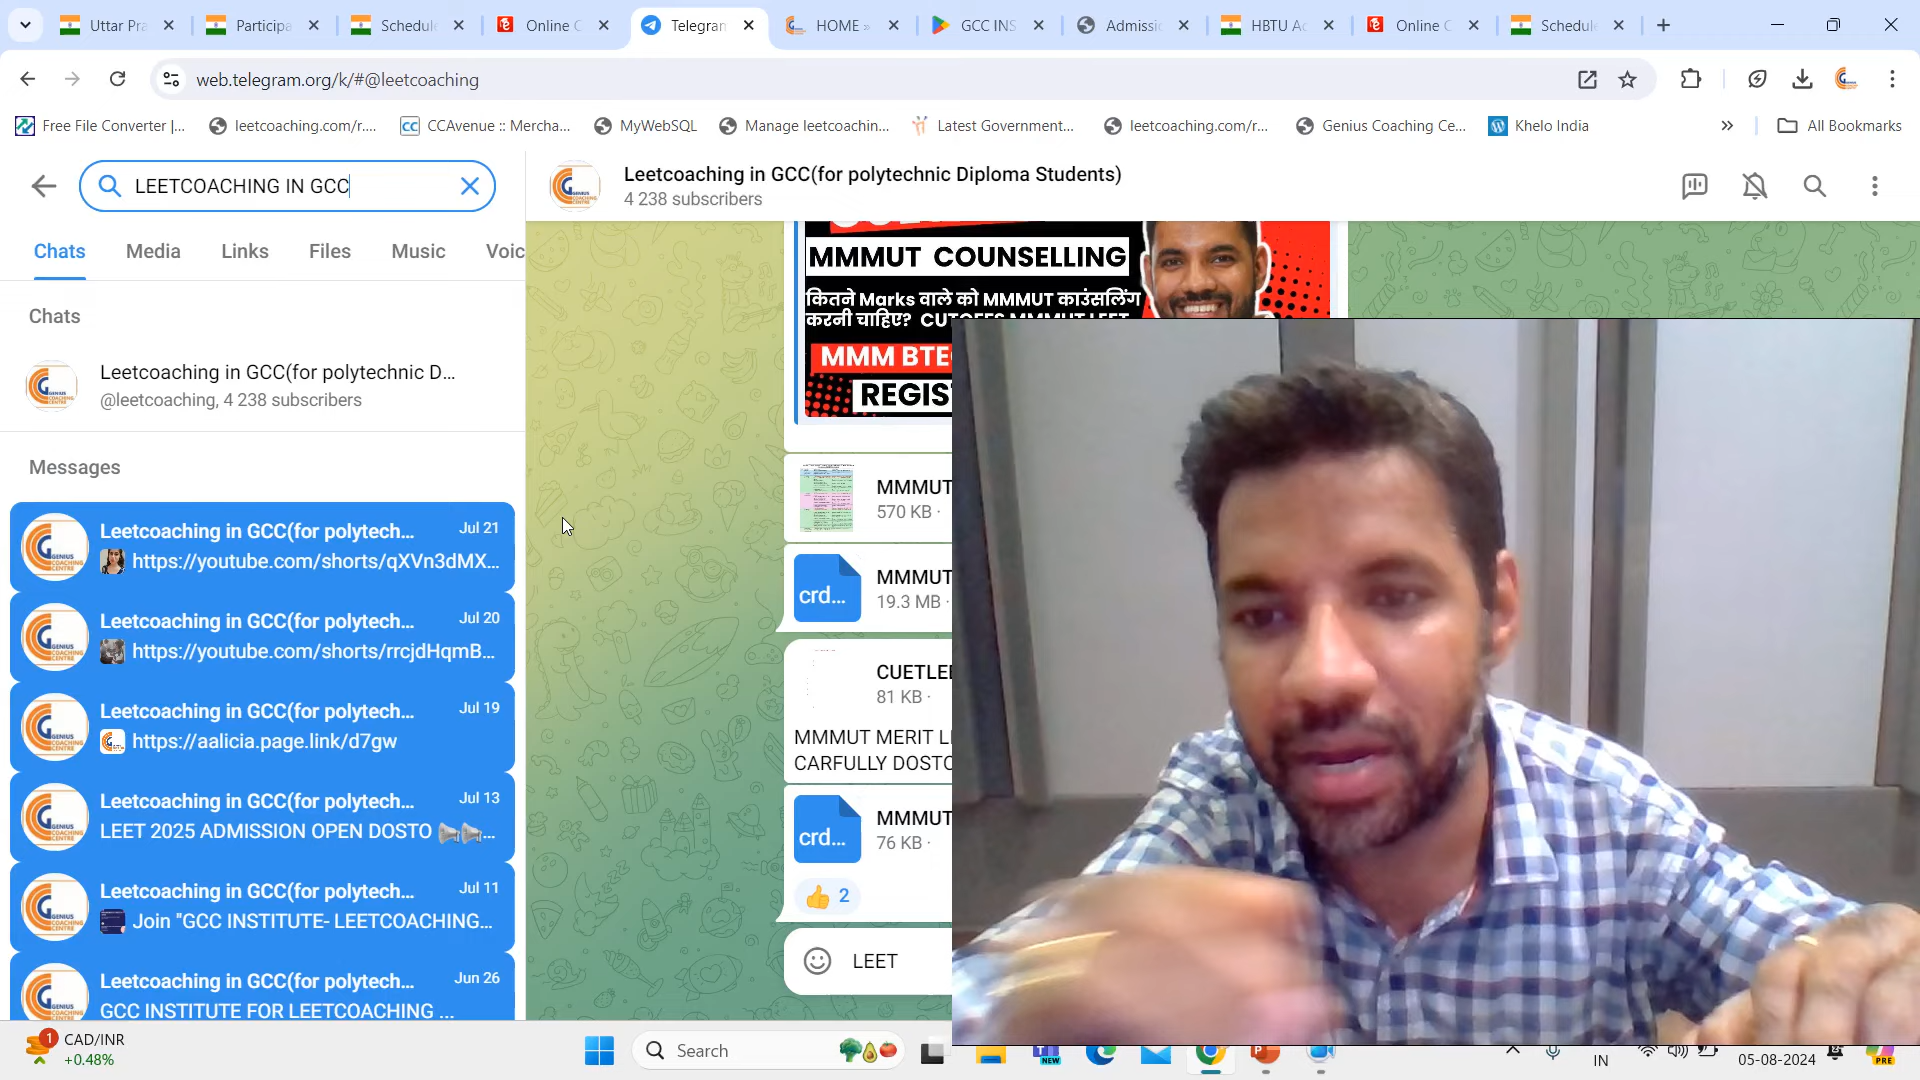 Uttar Pra
Participa
Schedule
Online C
Telegram
HOME »
GCC INS
Admissi
HBTU Ac
Online C
Schedule
web.telegram.org/k/#@leetcoaching
Free File Converter |...
leetcoaching.com/r....
CCAvenue :: Mercha...
MyWebSQL
Manage leetcoachin...
Latest Government...
leetcoaching.com/r...
Genius Coaching Ce...
Khelo India
All Bookmarks
LEETCOACHING IN GCC
Chats
Media
Links
Files
Music
Voic
Chats
Leetcoaching in GCC(for polytechnic D...
@leetcoaching, 4 238 subscribers
Messages
Leetcoaching in GCC(for polytech...
Jul 21
https://youtube.com/shorts/qXVn3dMX...
Leetcoaching in GCC(for polytech...
Jul 20
https://youtube.com/shorts/rrcjdHqmB...
Leetcoaching in GCC(for polytech...
Jul 19
https://aalicia.page.link/d7gw
Leetcoaching in GCC(for polytech...
Jul 13
LEET 2025 ADMISSION OPEN DOSTO
Leetcoaching in GCC(for polytech...
Jul 11
Join "GCC INSTITUTE- LEETCOACHING...
Leetcoaching in GCC(for polytech...
Jun 26
GCC INSTITUTE FOR LEETCOACHING ...
Leetcoaching in GCC(for polytechnic Diploma Students)
4 238 subscribers
MMMUT COUNSELLING
कितने Marks वाले को MMMUT काउंसलिंग
करनी चाहिए? CUTOFFS MMMUT LEET
MMM BTE
REGIS
MMMUT
570 KB ·
crd...
MMMUT
19.3 MB ·
CUETLE
81 KB ·
MMMUT MERIT L
CARFULLY DOSTO
crd...
MMMUT
76 KB ·
2
LEET
1
CAD/INR
+0.48%
Search
NEW
IN
05-08-2024
PRE